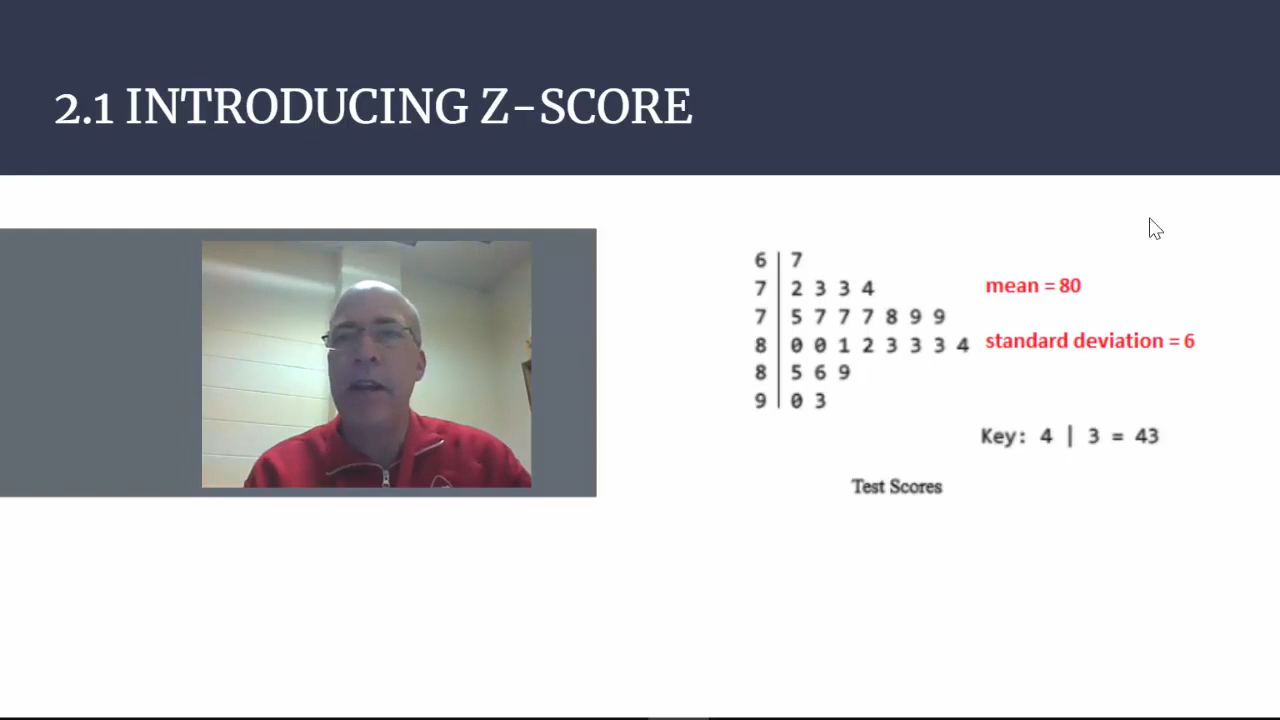 2.1 INTRODUCING Z-SCORE
6 | 7
7 | 2 3 3 4
mean = 80
7 | 5 7 7 7 8 9 9
8 | 0 0 1 2 3 3 3 4
standard deviation = 6
8 | 5 6 9
9 | 0 3
Key: 4 | 3 = 43
Test Scores